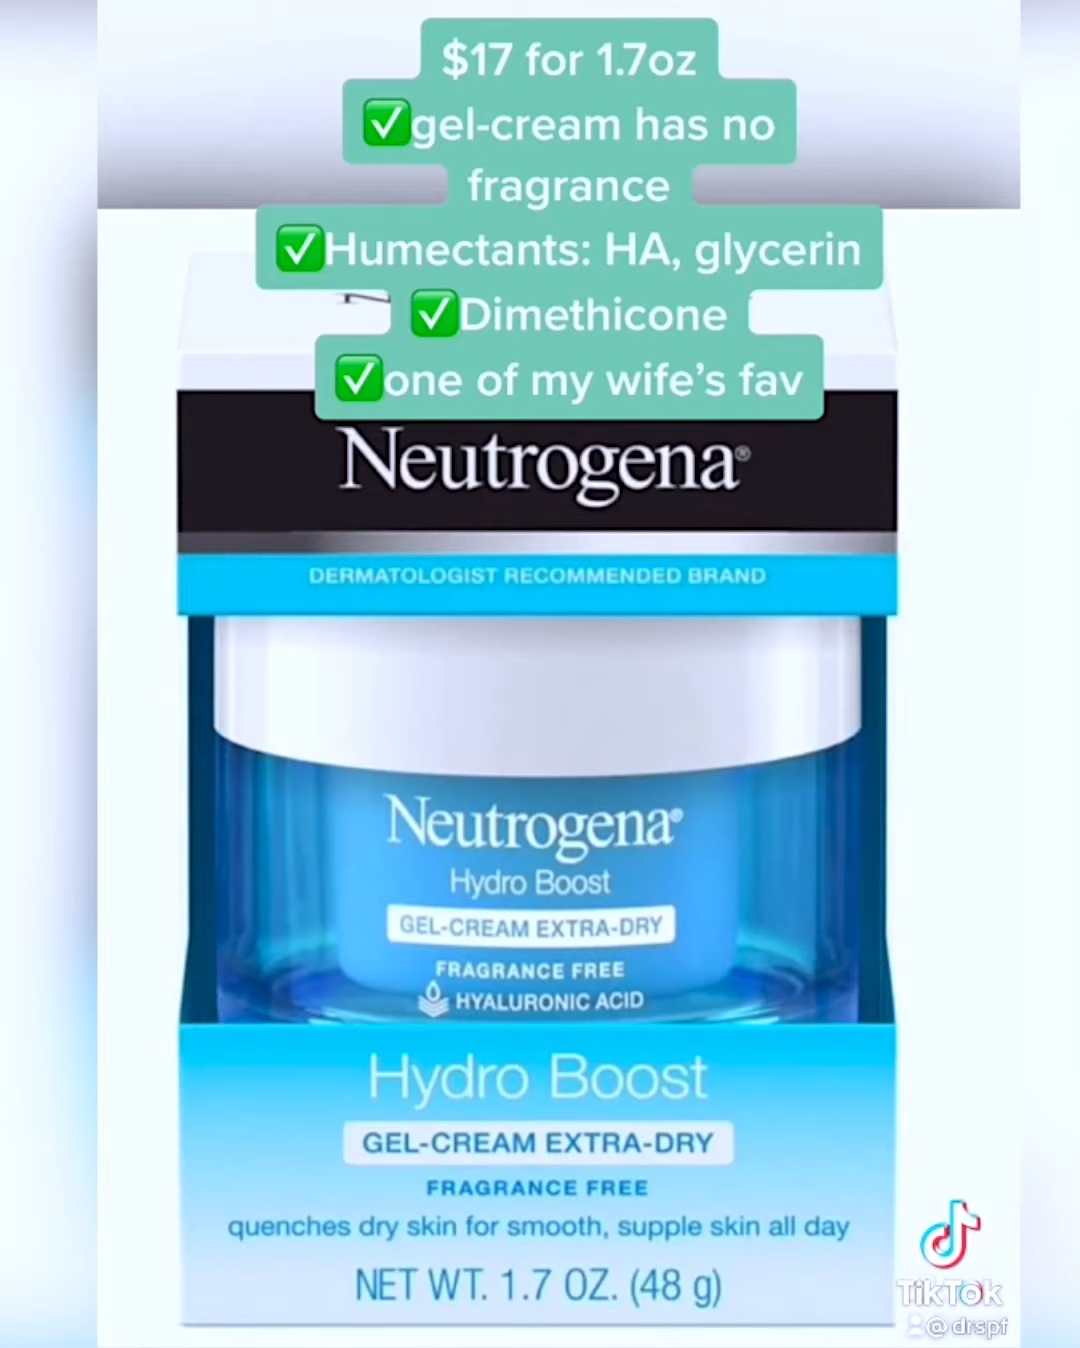 $17 for 1.7oz
✅gel-cream has no
fragrance
✅Humectants: HA, glycerin
✅Dimethicone
✅one of my wife’s fav
Neutrogena®
DERMATOLOGIST RECOMMENDED BRAND
Neutrogena®
Hydro Boost
GEL-CREAM EXTRA-DRY
FRAGRANCE FREE
HYALURONIC ACID
Hydro Boost
GEL-CREAM EXTRA-DRY
FRAGRANCE FREE
quenches dry skin for smooth, supple skin all day
NET WT. 1.7 OZ. (48 g)
TikTok
@drspf